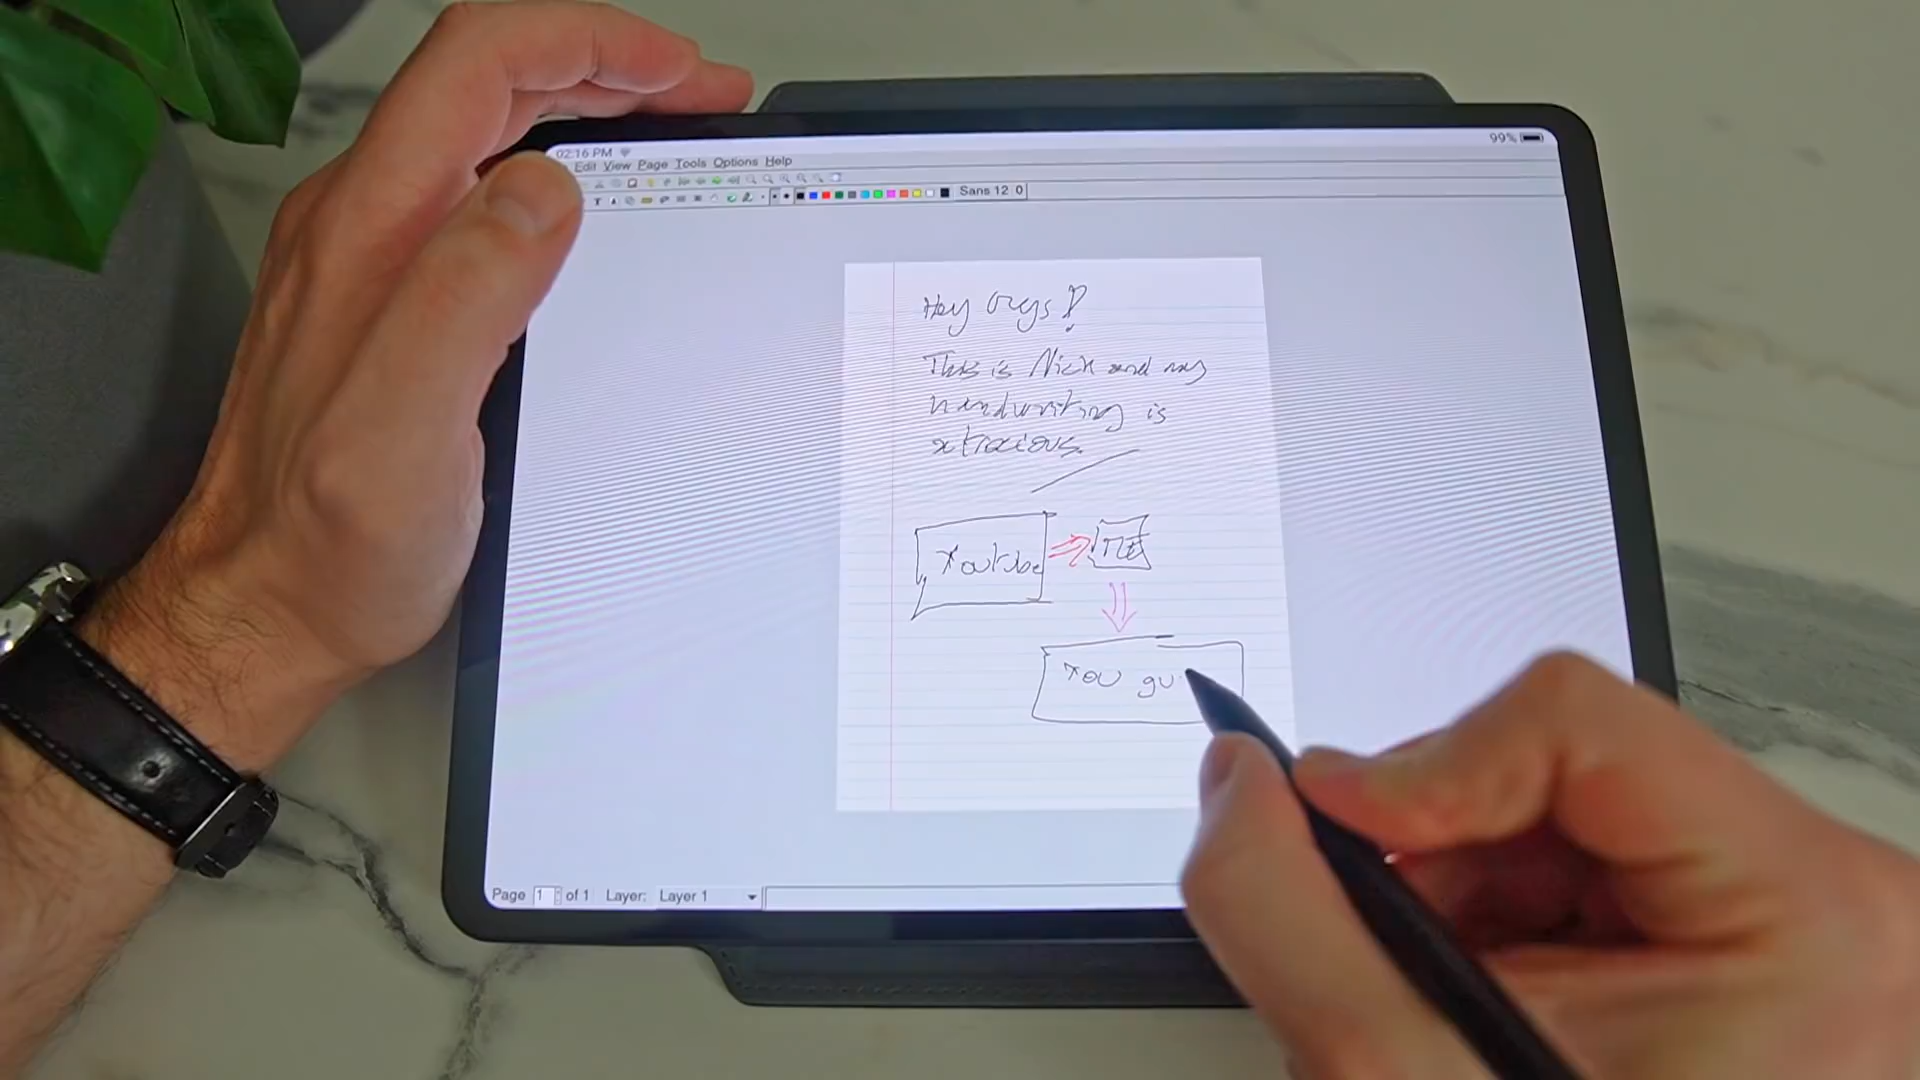 02:16 PM 99%
Edit View Page Tools Options Help
Sans 12 0
Hey Guys!
This is Nick and my
handwriting is
atrocious.
Youtube
You gu
Page 1 of 1 Layer: Layer 1